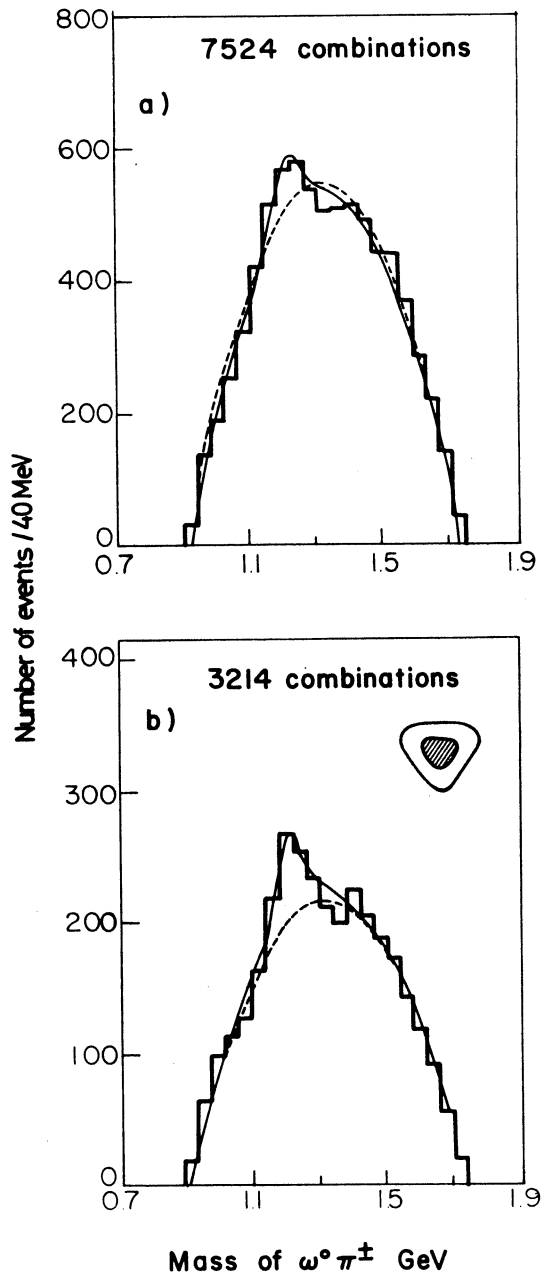 800
7524 combinations
a)
600
400
200
0
0.7 1.1 1.5 1.9
Number of events / 40 MeV
400
3214 combinations
b)
300
200
100
0
0.7 1.1 1.5 1.9
Mass of ω° π± GeV